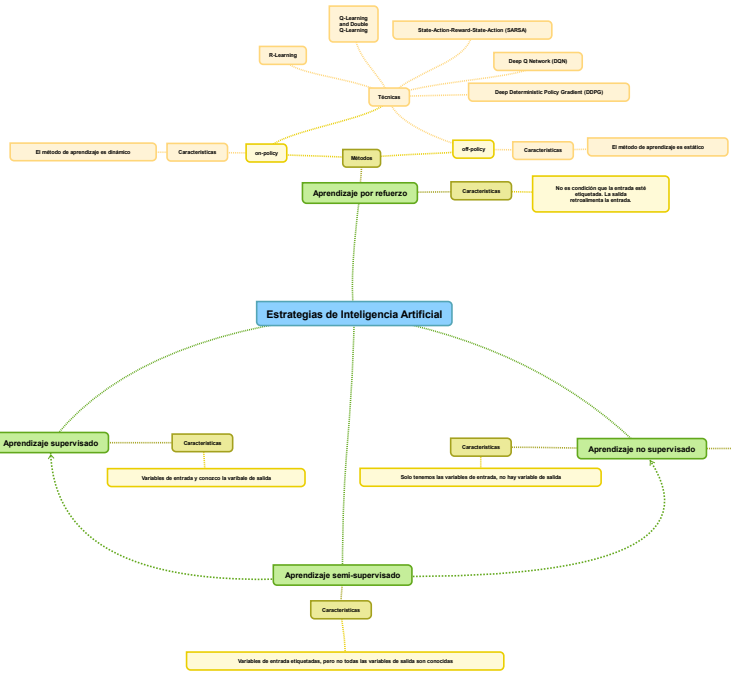 Q-Learning
and Double
Q-Learning
State-Action-Reward-State-Action (SARSA)
R-Learning
Deep Q Network (DQN)
Técnicas
Deep Deterministic Policy Gradient (DDPG)
El método de aprendizaje es dinámico
Características
on-policy
Métodos
off-policy
Características
El método de aprendizaje es estático
Aprendizaje por refuerzo
Características
No es condición que la entrada esté
etiquetada. La salida
retroalimenta la entrada.
Estrategias de Inteligencia Artificial
Aprendizaje supervisado
Características
Características
Aprendizaje no supervisado
Variables de entrada y conozco la varibale de salida
Solo tenemos las variables de entrada, no hay variable de salida
Aprendizaje semi-supervisado
Características
Variables de entrada etiquetadas, pero no todas las variables de salida son conocidas